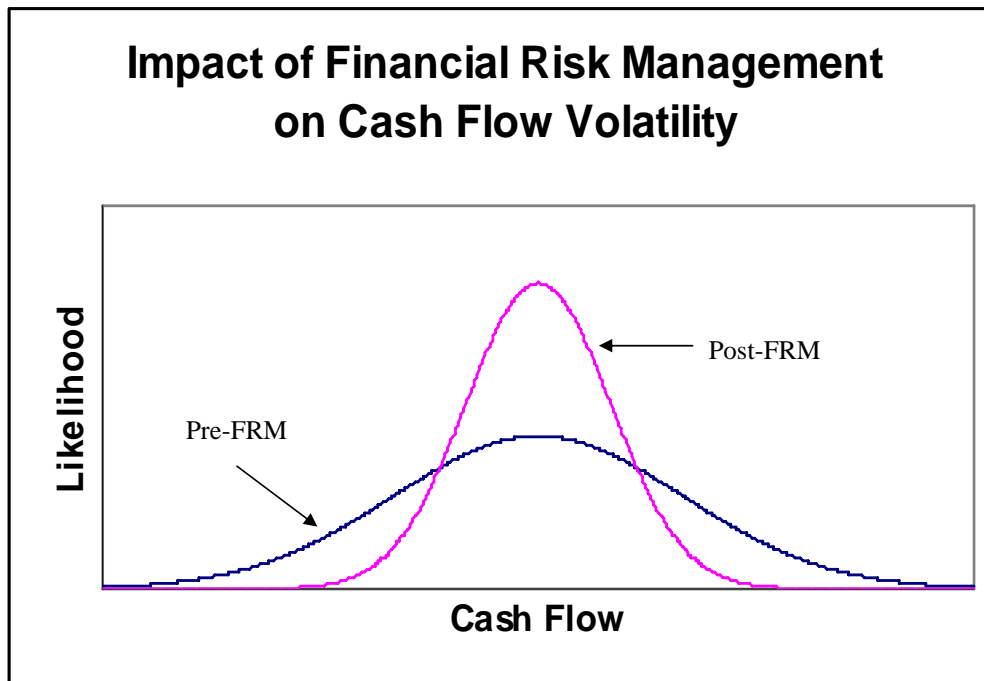 Impact of Financial Risk Management
on Cash Flow Volatility
Likelihood
Pre-FRM
Post-FRM
Cash Flow